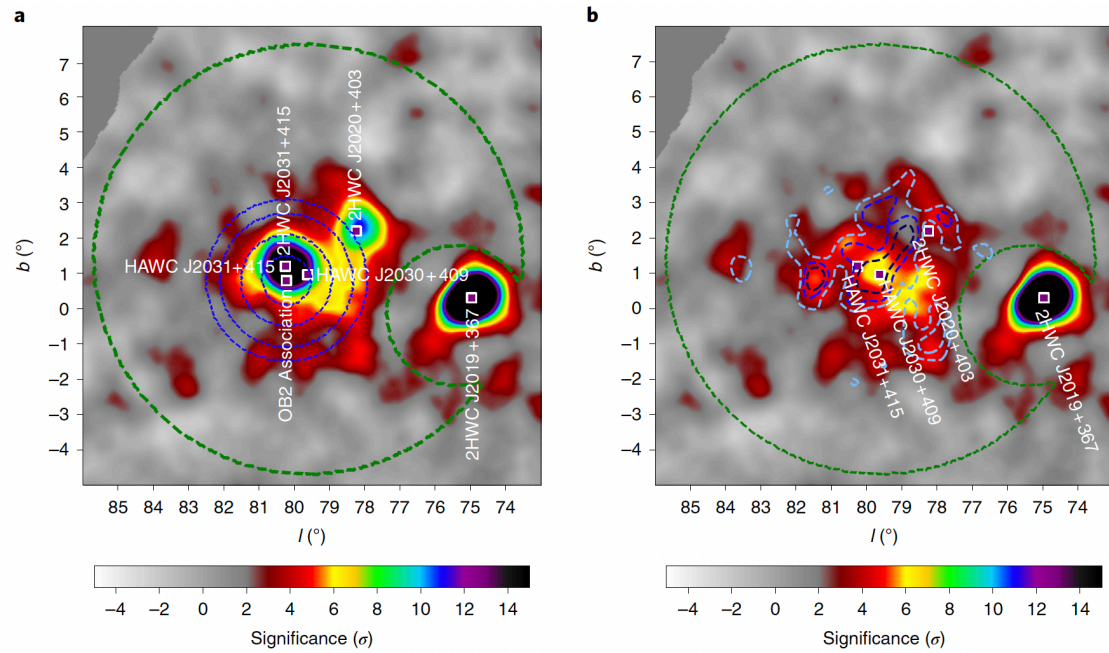 a
7
6
5
4
3
2
1
0
−1
−2
−3
−4
b (°)
85 84 83 82 81 80 79 78 77 76 75 74
l (°)
2HWC J2031+415
2HWC J2020+403
HAWC J2031+415
HAWC J2030+409
OB2 Association
2HWC J2019+367
−4 −2 0 2 4 6 8 10 12 14
Significance (σ)
b
7
6
5
4
3
2
1
0
−1
−2
−3
−4
b (°)
85 84 83 82 81 80 79 78 77 76 75 74
l (°)
HAWC J2031+415
HAWC J2030+409
2HWC J2020+403
2HWC J2019+367
−4 −2 0 2 4 6 8 10 12 14
Significance (σ)